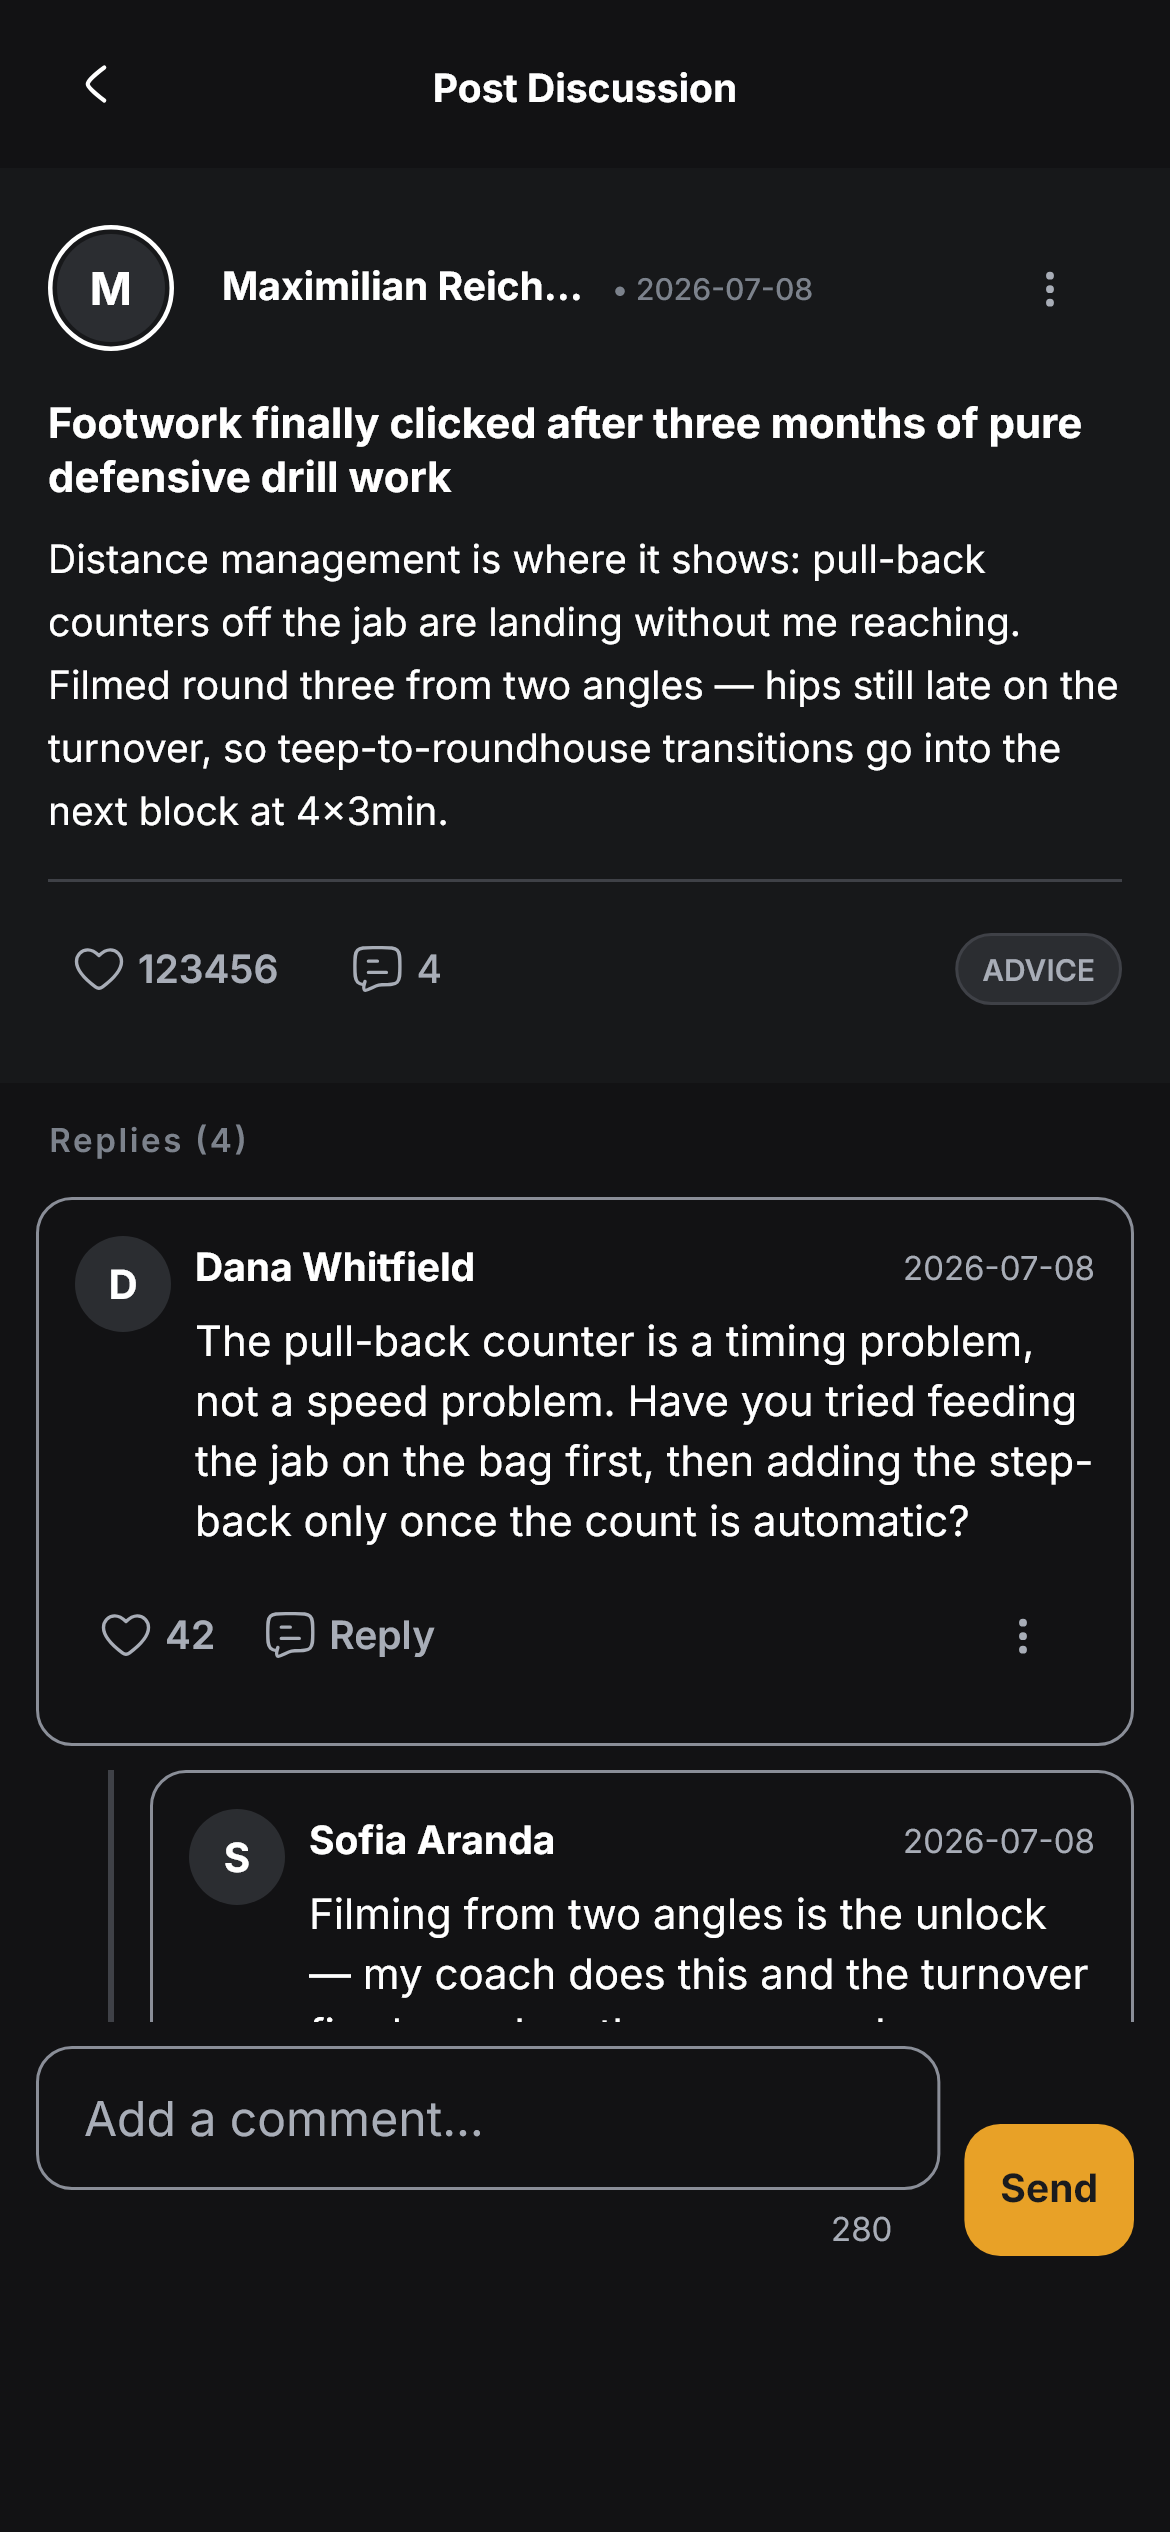 Post Discussion
M
Maximilian Reich... • 2026-07-08
Footwork finally clicked after three months of pure
defensive drill work
Distance management is where it shows: pull-back
counters off the jab are landing without me reaching.
Filmed round three from two angles — hips still late on the
turnover, so teep-to-roundhouse transitions go into the
next block at 4×3min.
123456 4 ADVICE
Replies (4)
D
Dana Whitfield 2026-07-08
The pull-back counter is a timing problem,
not a speed problem. Have you tried feeding
the jab on the bag first, then adding the step-
back only once the count is automatic?
42 Reply
S
Sofia Aranda 2026-07-08
Filming from two angles is the unlock
— my coach does this and the turnover
Add a comment...
Send
280